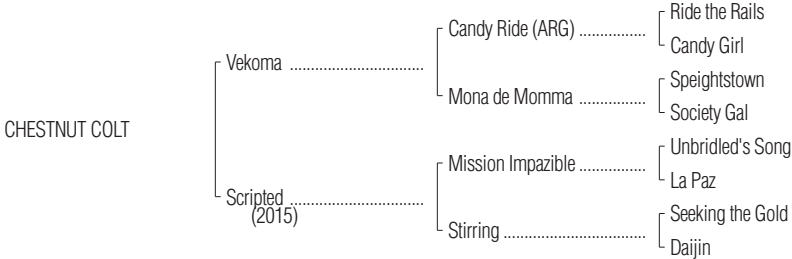 Ride the Rails
Candy Ride (ARG) ................
Candy Girl
Vekoma ................................
Speightstown
Mona de Momma ................
Society Gal
CHESTNUT COLT
Unbridled's Song
Mission Impazible ................
La Paz
Scripted ................................
(2015)
Seeking the Gold
Stirring ..................................
Daijin